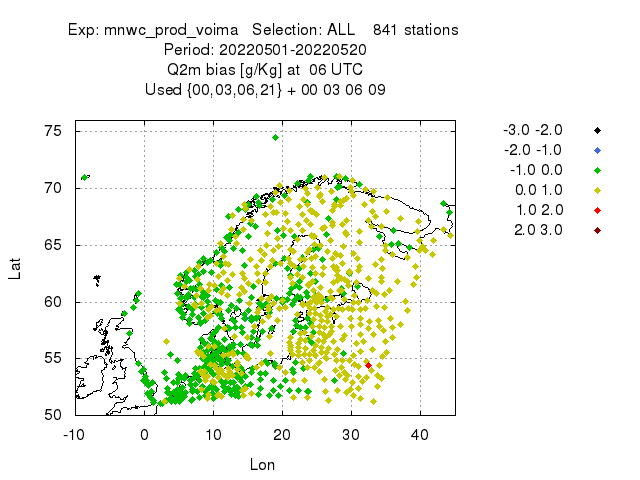 Exp: mnwc_prod_voima   Selection: ALL    841 stations
Period: 20220501-20220520
Q2m bias [g/Kg] at  06 UTC
Used {00,03,06,21} + 00 03 06 09
75
70
65
60
55
50
-10 0 10 20 30 40
Lat
Lon
-3.0 -2.0
-2.0 -1.0
-1.0 0.0
0.0 1.0
1.0 2.0
2.0 3.0